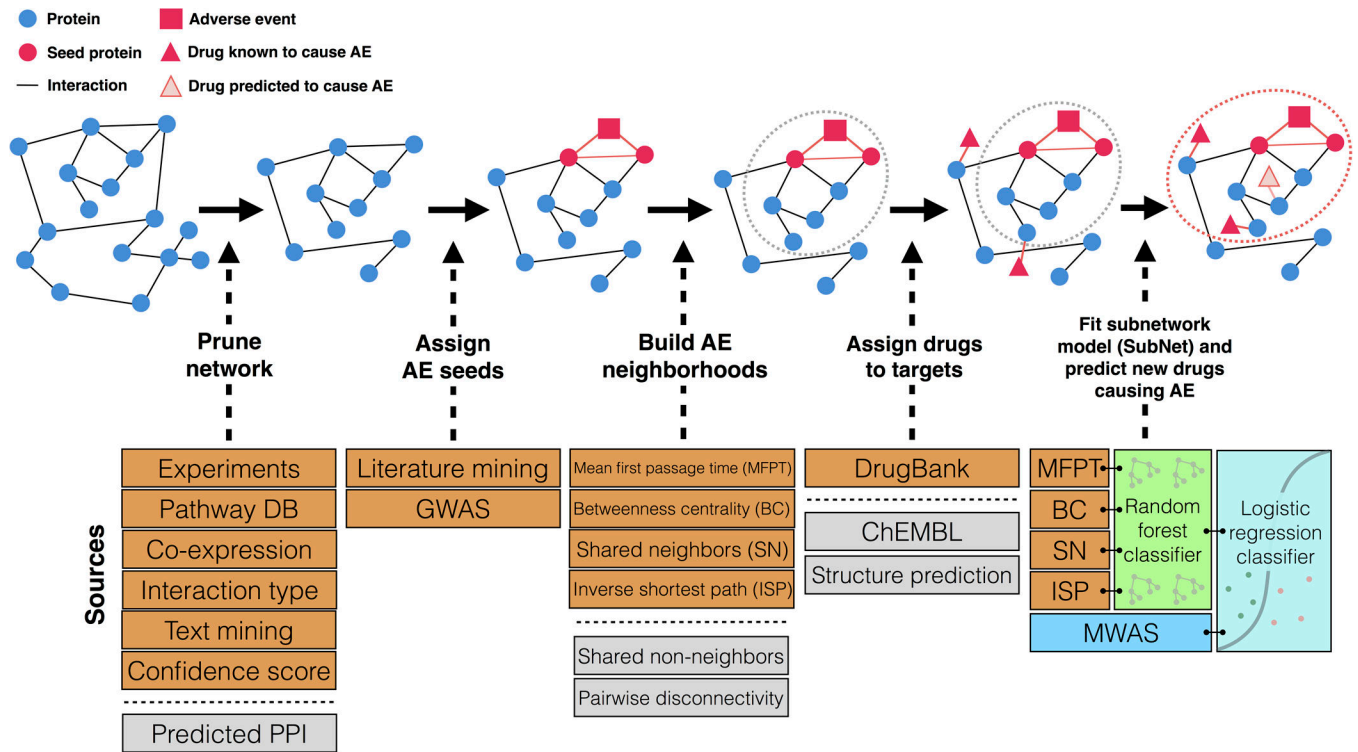 Protein
Adverse event
Seed protein
Drug known to cause AE
Interaction
Drug predicted to cause AE
Prune
network
Assign
AE seeds
Build AE
neighborhoods
Assign drugs
to targets
Fit subnetwork
model (SubNet) and
predict new drugs
causing AE
Sources
Experiments
Pathway DB
Co-expression
Interaction type
Text mining
Confidence score
Predicted PPI
Literature mining
GWAS
Mean first passage time (MFPT)
Betweenness centrality (BC)
Shared neighbors (SN)
Inverse shortest path (ISP)
Shared non-neighbors
Pairwise disconnectivity
DrugBank
ChEMBL
Structure prediction
MFPT
BC
SN
ISP
Random
forest
classifier
MWAS
Logistic
regression
classifier